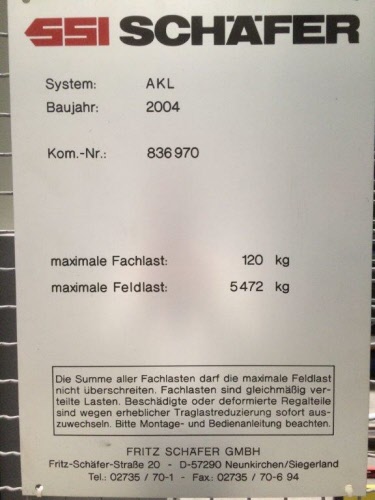 SSI SCHÄFER
System: AKL
Baujahr: 2004
Kom.-Nr.: 836970
maximale Fachlast: 120 kg
maximale Feldlast: 5472 kg
Die Summe aller Fachlasten darf die maximale Feldlast
nicht überschreiten. Fachlasten sind gleichmäßig ver-
teilte Lasten. Beschädigte oder deformierte Regalteile
sind wegen erheblicher Traglastreduzierung sofort aus-
zuwechseln. Bitte Montage- und Bedienanleitung beachten.
FRITZ SCHÄFER GMBH
Fritz-Schäfer-Straße 20 - D-57290 Neunkirchen/Siegerland
Tel.: 02735 / 70-1 - Fax.: 02735 / 70-6 94